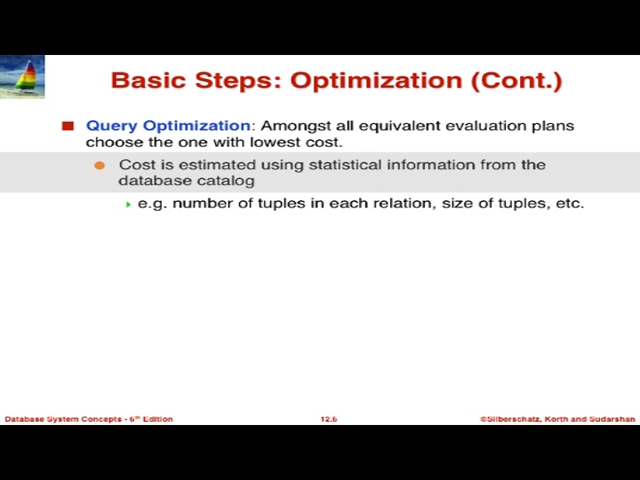 Basic Steps: Optimization (Cont.)
Query Optimization: Amongst all equivalent evaluation plans
choose the one with lowest cost.
Cost is estimated using statistical information from the
database catalog
e.g. number of tuples in each relation, size of tuples, etc.
Database System Concepts - 6th Edition
12.6
©Silberschatz, Korth and Sudarshan